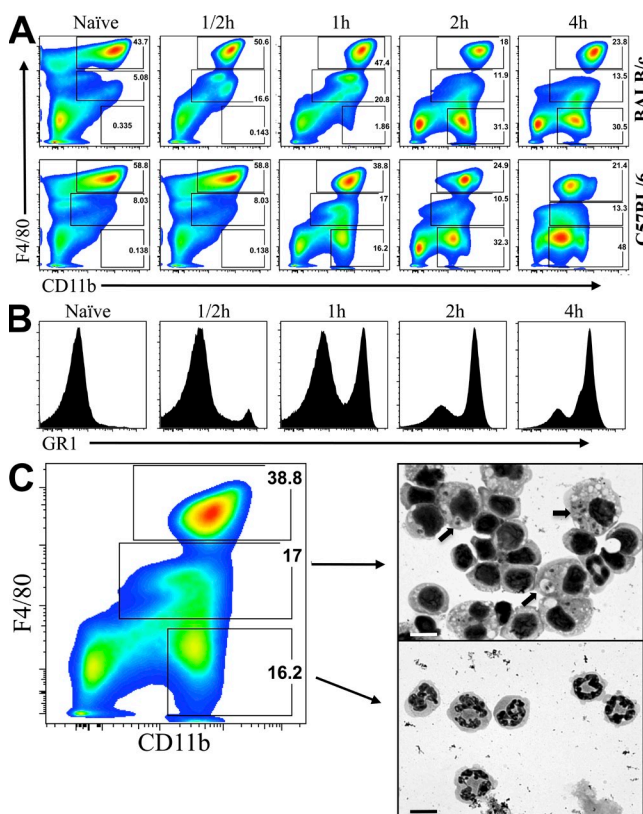 A
Naïve 1/2h 1h 2h 4h
43.7 50.6 47.4 18 23.8
5.08 16.6 20.8 11.9 13.5
0.335 0.143 1.86 31.3 30.5
BALB/c
58.8 58.8 38.8 24.9 21.4
8.03 8.03 17 10.5 13.3
0.138 0.138 16.2 32.3 48
C57BL/6
F4/80
CD11b
B
Naïve 1/2h 1h 2h 4h
GR1
C
38.8
17
16.2
F4/80
CD11b